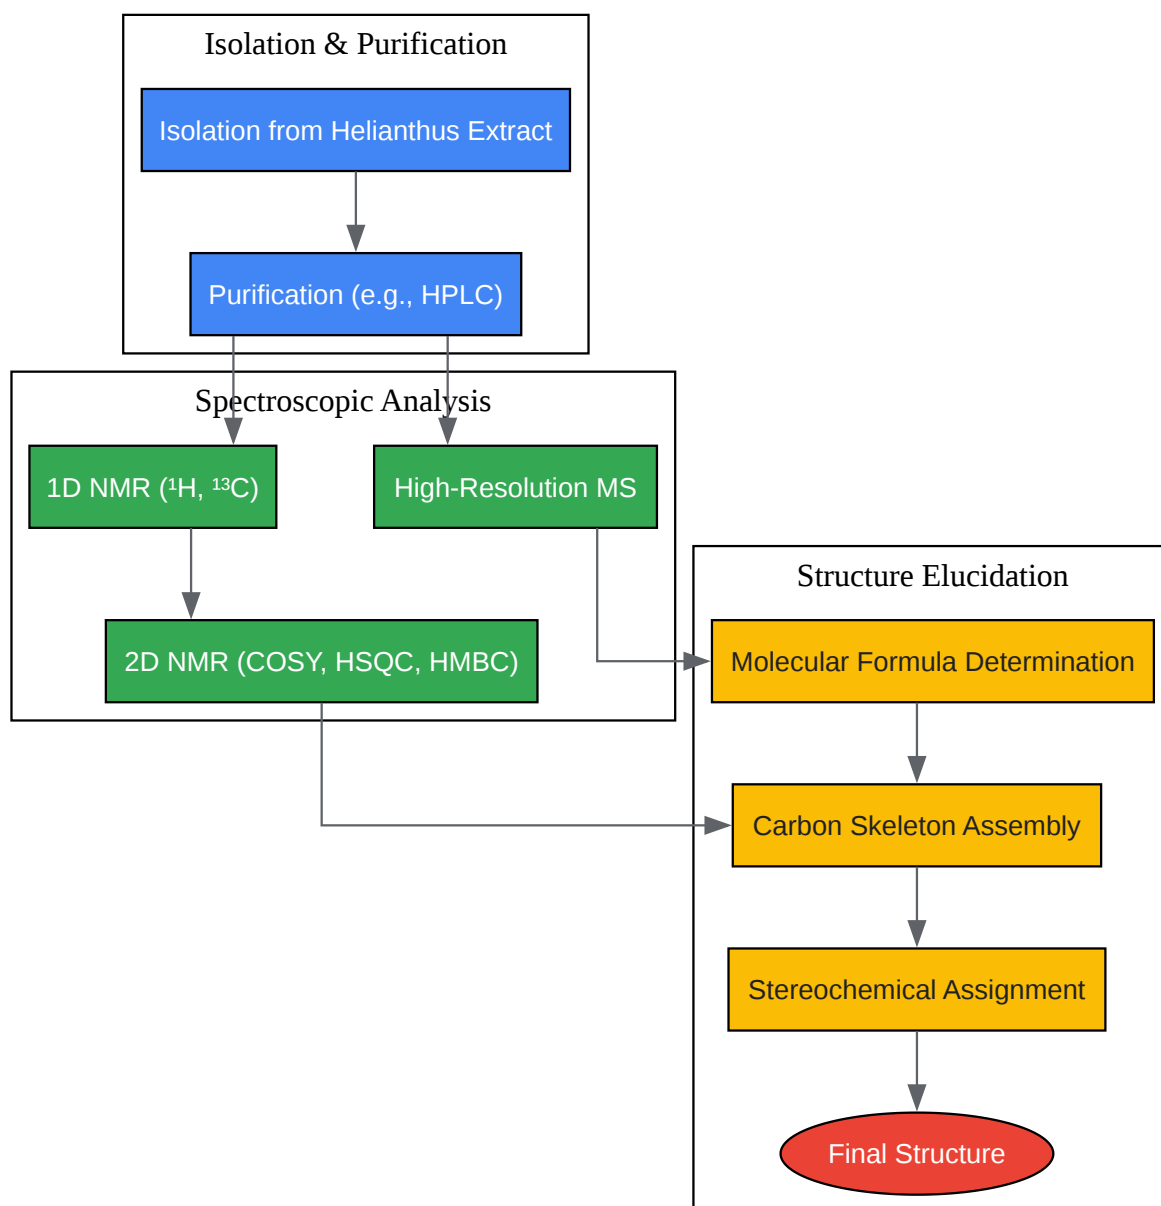 Isolation & Purification
Isolation from Helianthus Extract
Purification (e.g., HPLC)
Spectroscopic Analysis
1D NMR (¹H, ¹³C)
High-Resolution MS
2D NMR (COSY, HSQC, HMBC)
Structure Elucidation
Molecular Formula Determination
Carbon Skeleton Assembly
Stereochemical Assignment
Final Structure